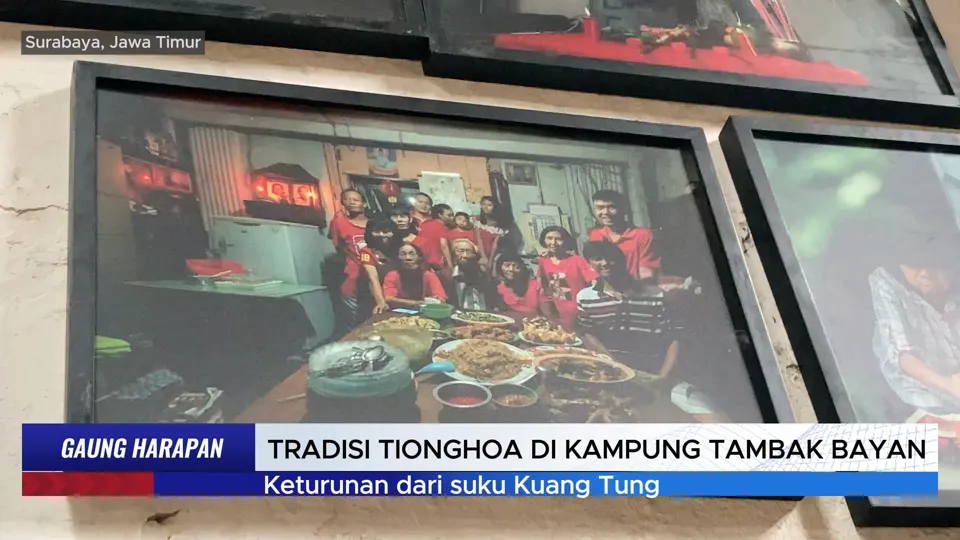 Surabaya, Jawa Timur
GAUNG HARAPAN
TRADISI TIONGHOA DI KAMPUNG TAMBAK BAYAN
Keturunan dari suku Kuang Tung